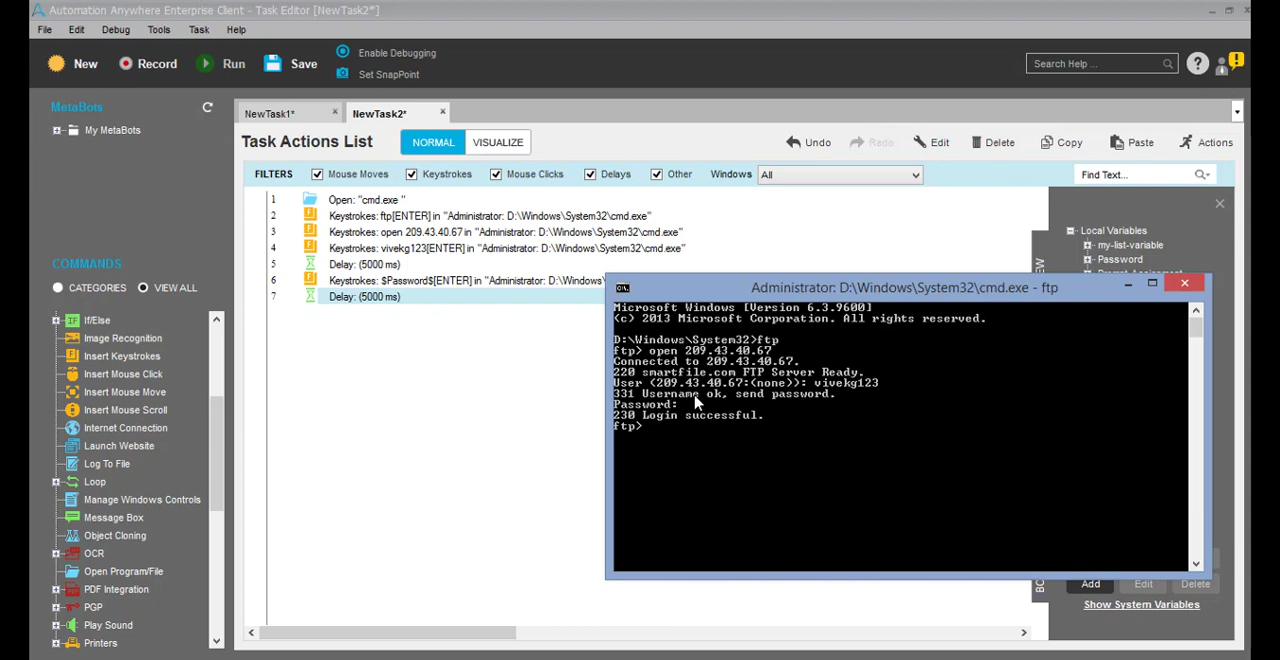 Automation Anywhere Enterprise Client - Task Editor [NewTask2*]
File Edit Debug Tools Task Help
New Record Run Save
Enable Debugging
Set SnapPoint
Search Help ...
MetaBots
My MetaBots
NewTask1*
NewTask2*
Task Actions List
NORMAL VISUALIZE
Undo Redo Edit Delete Copy Paste Actions
FILTERS Mouse Moves Keystrokes Mouse Clicks Delays Other Windows All
Find Text...
1 Open: "cmd.exe "
2 Keystrokes: ftp[ENTER] in "Administrator: D:\Windows\System32\cmd.exe"
3 Keystrokes: open 209.43.40.67 in "Administrator: D:\Windows\System32\cmd.exe"
4 Keystrokes: vivekg123[ENTER] in "Administrator: D:\Windows\System32\cmd.exe"
5 Delay: (5000 ms)
6 Keystrokes: $Password$[ENTER] in "Administrator: D:\Windows
7 Delay: (5000 ms)
Local Variables
my-list-variable
Password
Prompt-Assignment
COMMANDS
CATEGORIES VIEW ALL
If/Else
Image Recognition
Insert Keystrokes
Insert Mouse Click
Insert Mouse Move
Insert Mouse Scroll
Internet Connection
Launch Website
Log To File
Loop
Manage Windows Controls
Message Box
Object Cloning
OCR
Open Program/File
PDF Integration
PGP
Play Sound
Printers
Administrator: D:\Windows\System32\cmd.exe - ftp
Microsoft Windows [Version 6.3.9600]
(c) 2013 Microsoft Corporation. All rights reserved.
D:\Windows\System32>ftp
ftp> open 209.43.40.67
Connected to 209.43.40.67.
220 smartfile.com FTP Server Ready.
User (209.43.40.67:(none)): vivekg123
331 Username ok, send password.
Password:
230 Login successful.
ftp>
Add Edit Delete
Show System Variables